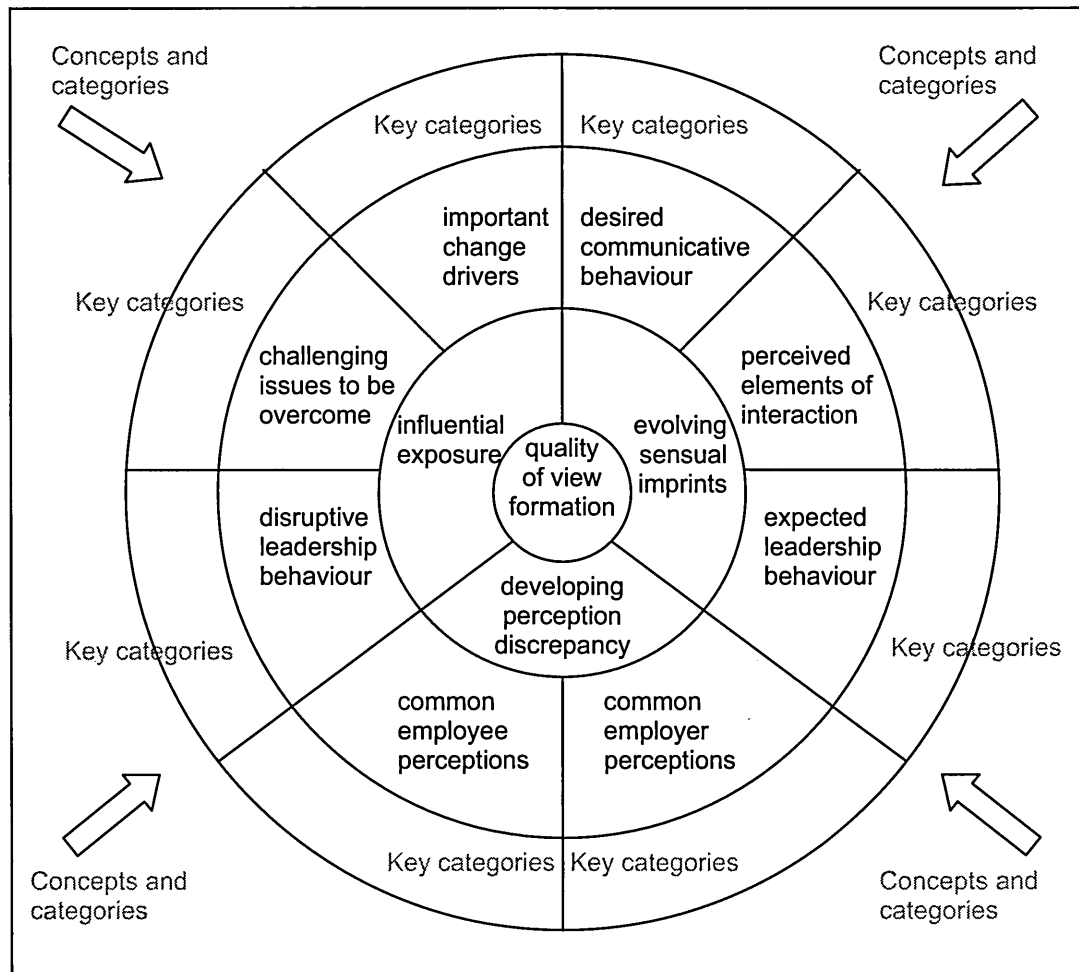 Concepts and
categories
Concepts and
categories
Key categories
Key categories
important
change
drivers
desired
communicative
behaviour
Key categories
Key categories
challenging
issues to be
overcome
perceived
elements of
interaction
influential
exposure
evolving
sensual
imprints
quality
of view
formation
disruptive
leadership
behaviour
expected
leadership
behaviour
developing
perception
discrepancy
Key categories
Key categories
common
employee
perceptions
common
employer
perceptions
Key categories
Key categories
Concepts and
categories
Concepts and
categories